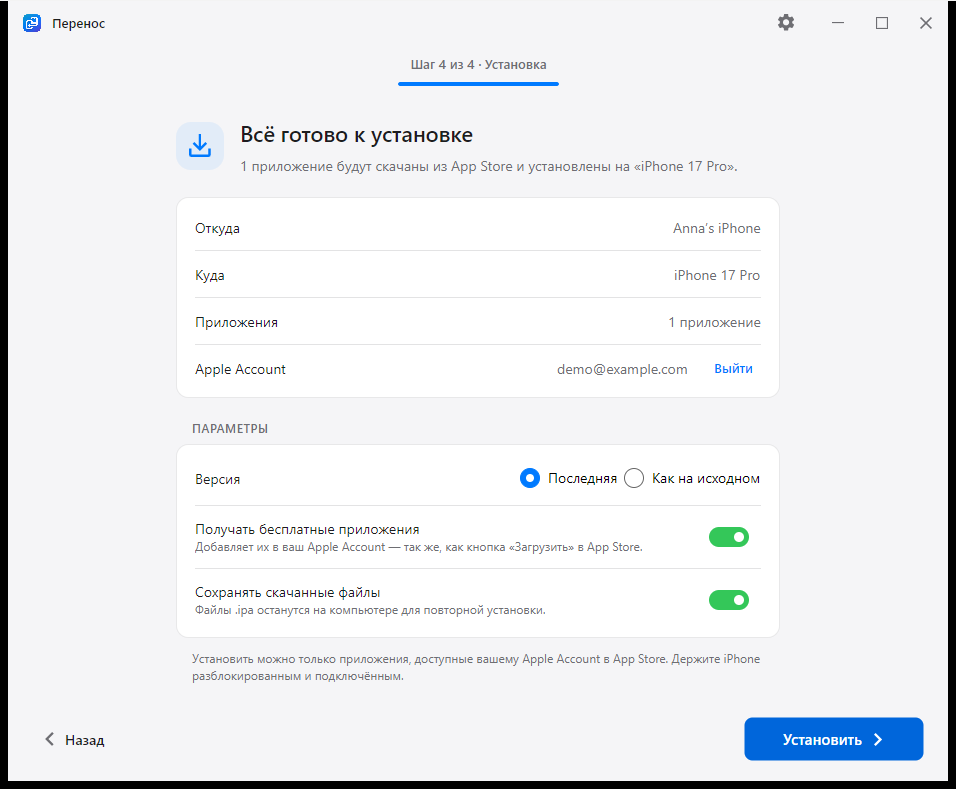 Перенос
Шаг 4 из 4 · Установка
Всё готово к установке
1 приложение будут скачаны из App Store и установлены на «iPhone 17 Pro».
Откуда Anna’s iPhone
Куда iPhone 17 Pro
Приложения 1 приложение
Apple Account demo@example.com Выйти
ПАРАМЕТРЫ
Версия Последняя Как на исходном
Получать бесплатные приложения
Добавляет их в ваш Apple Account — так же, как кнопка «Загрузить» в App Store.
Сохранять скачанные файлы
Файлы .ipa останутся на компьютере для повторной установки.
Установить можно только приложения, доступные вашему Apple Account в App Store. Держите iPhone
разблокированным и подключённым.
Назад Установить